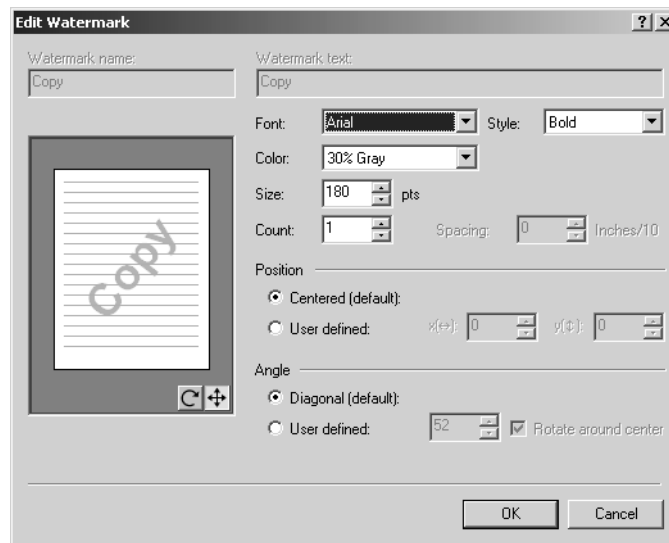 Edit Watermark
Watermark name:
Copy
Watermark text:
Copy
Font: Arial Style: Bold
Color: 30% Gray
Size: 180 pts
Count: 1 Spacing: 0 Inches/10
Copy
Position
Centered (default):
User defined: x(↔): 0 y(↕): 0
Angle
Diagonal (default):
User defined: 52 Rotate around center
OK Cancel